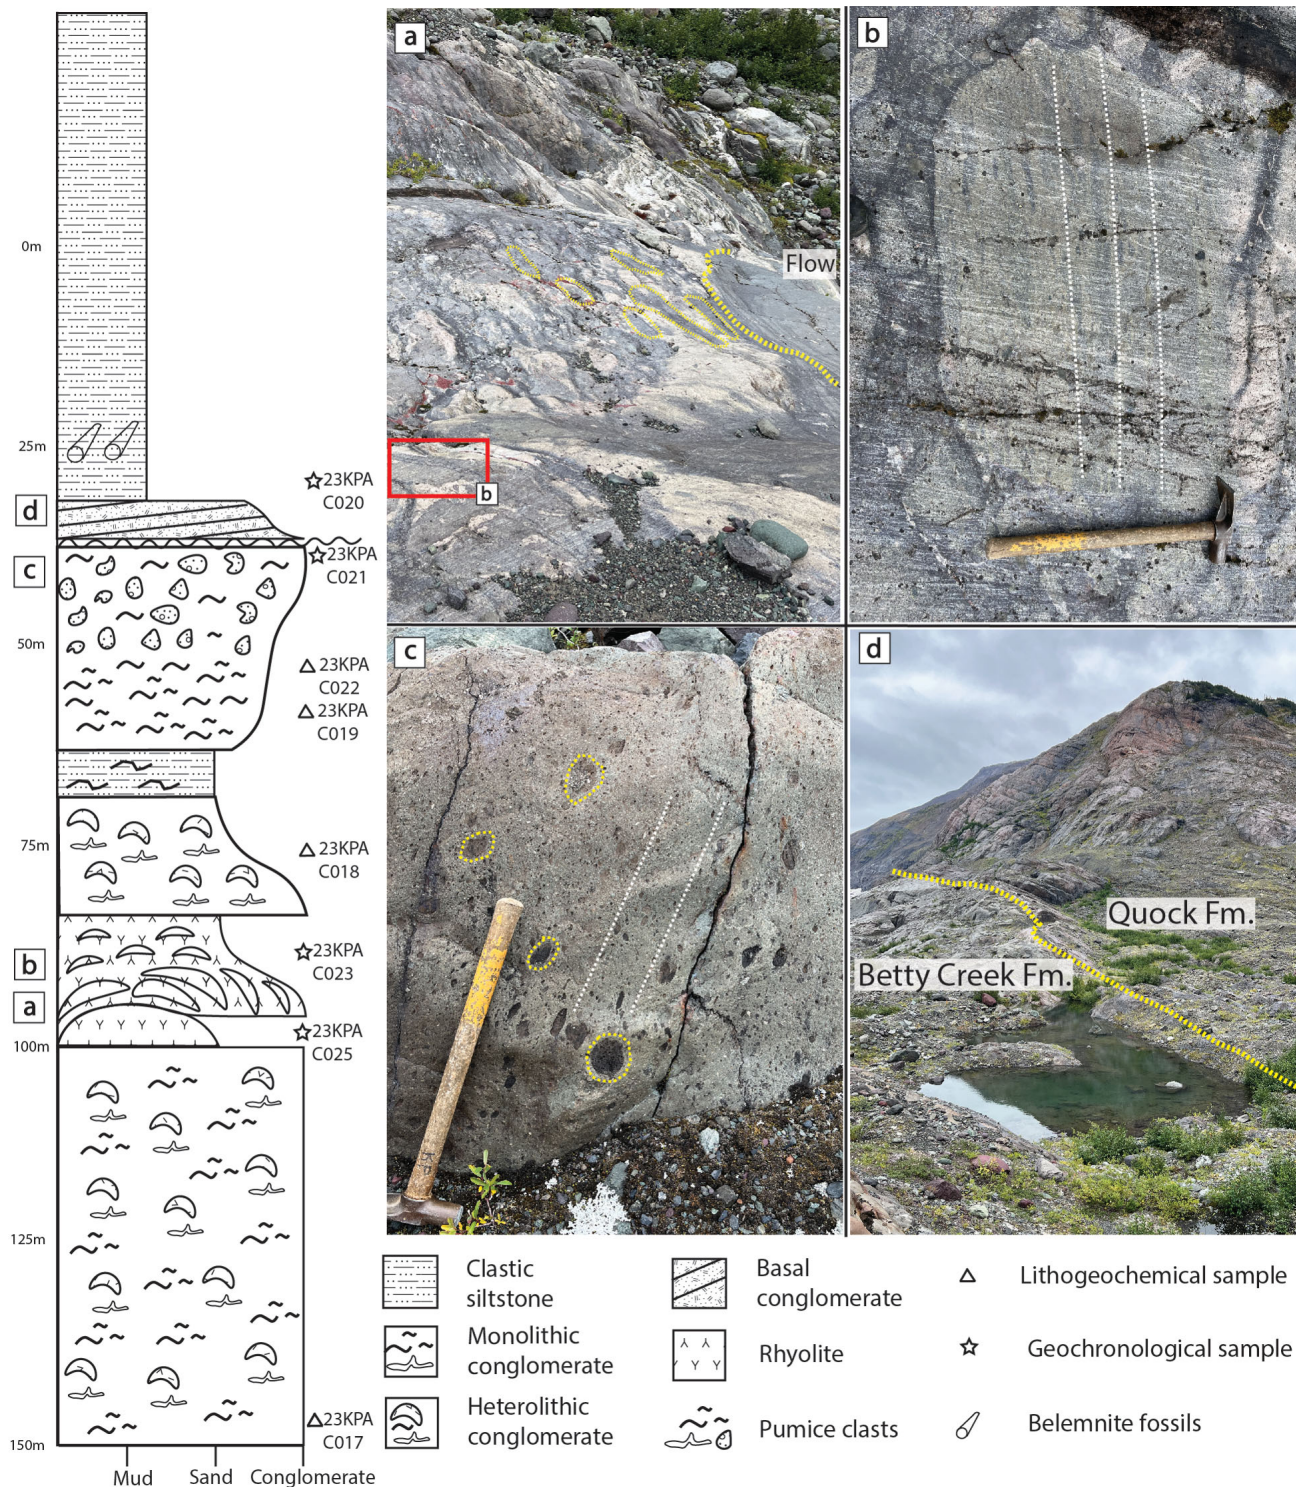 0m
25m
50m
75m
100m
125m
150m
Mud
Sand
Conglomerate
d
c
b
a
23KPA
C020
23KPA
C021
23KPA
C022
23KPA
C019
23KPA
C018
23KPA
C023
23KPA
C025
23KPA
C017
a
Flow
b
b
c
d
Quock Fm.
Betty Creek Fm.
Clastic
siltstone
Basal
conglomerate
Lithogeochemical sample
Monolithic
conglomerate
Rhyolite
Geochronological sample
Heterolithic
conglomerate
Pumice clasts
Belemnite fossils